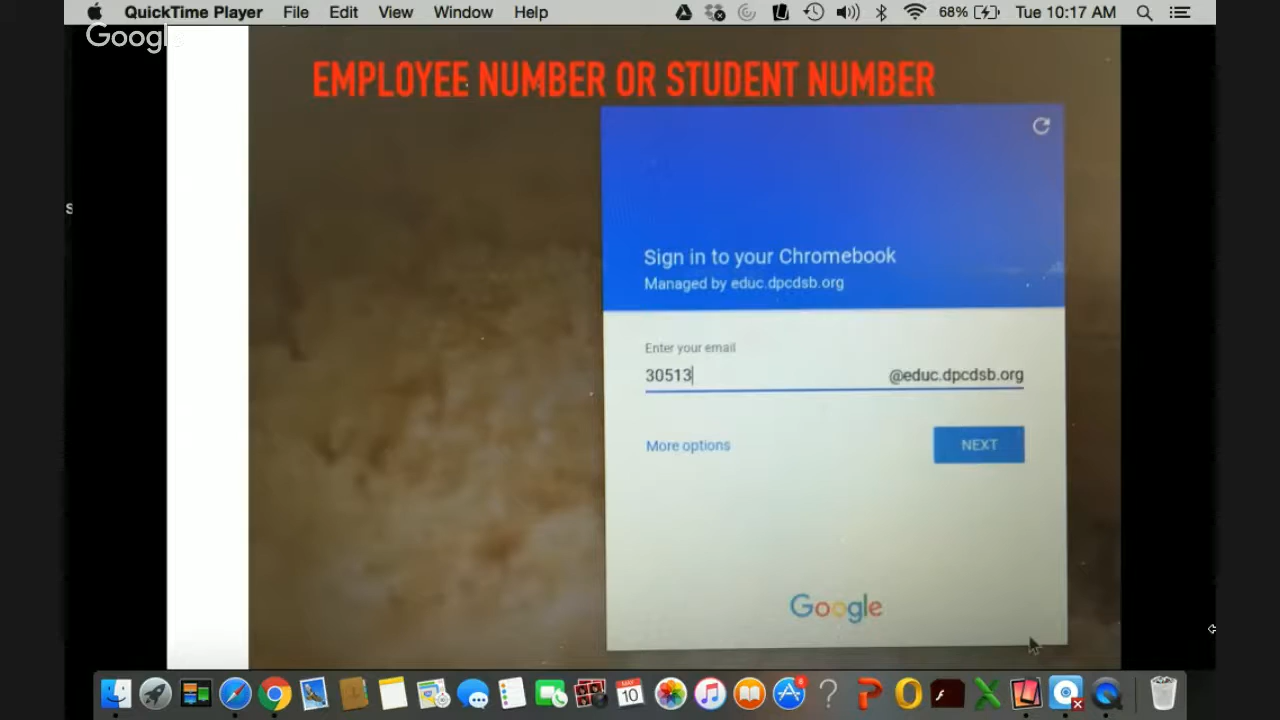 QuickTime Player File Edit View Window Help 68% Tue 10:17 AM
Google
EMPLOYEE NUMBER OR STUDENT NUMBER
s
Sign in to your Chromebook
Managed by educ.dpcdsb.org
Enter your email
30513 @educ.dpcdsb.org
More options NEXT
Google
MAY
10